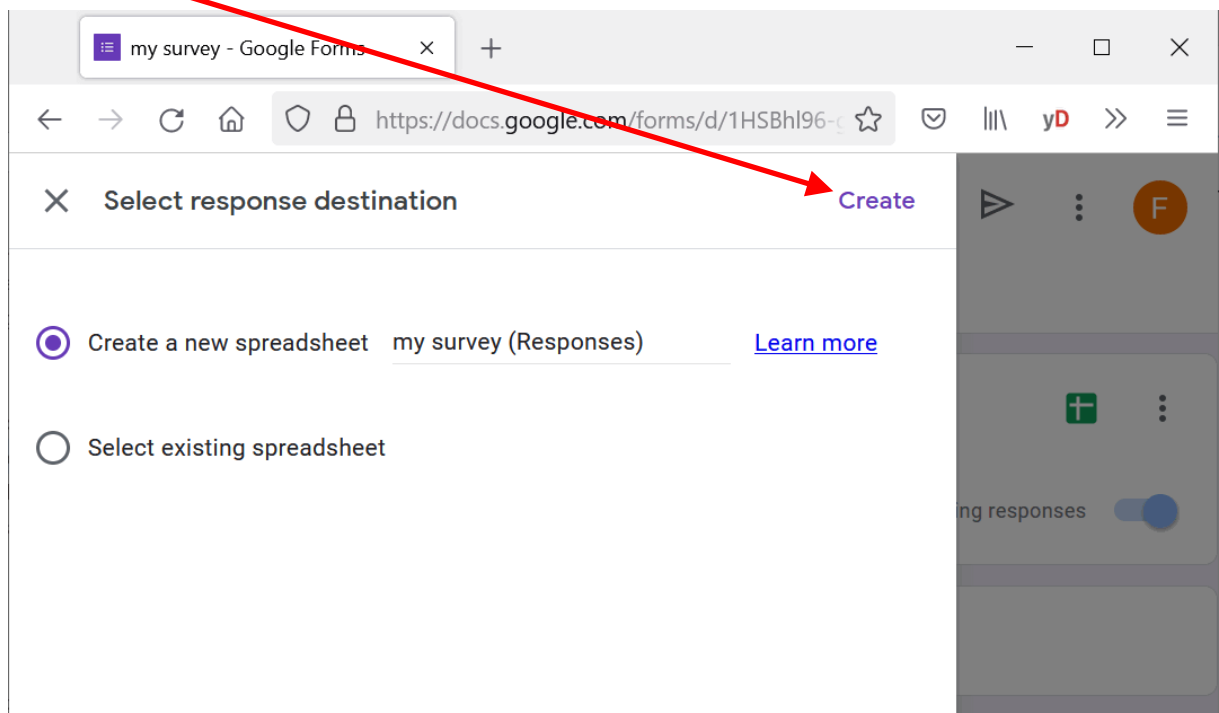 my survey - Google Forms
https://docs.google.com/forms/d/1HSBhl96-
yD
Select response destination
Create
F
Create a new spreadsheet my survey (Responses) Learn more
Select existing spreadsheet
ing responses